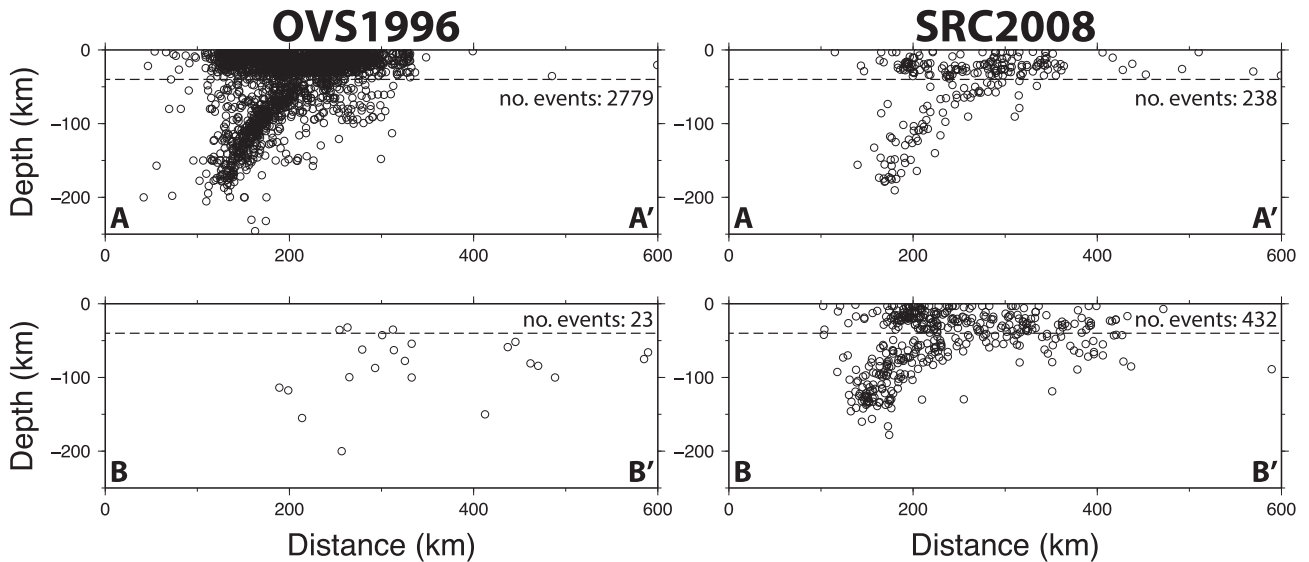 OVS1996 SRC2008
0 0
no. events: 2779 no. events: 238
−100 −100
Depth (km)
−200 −200
A A′ A A′
0 200 400 600 0 200 400 600
0 0
no. events: 23 no. events: 432
−100 −100
Depth (km)
−200 −200
B B′ B B′
0 200 400 600 0 200 400 600
Distance (km) Distance (km)